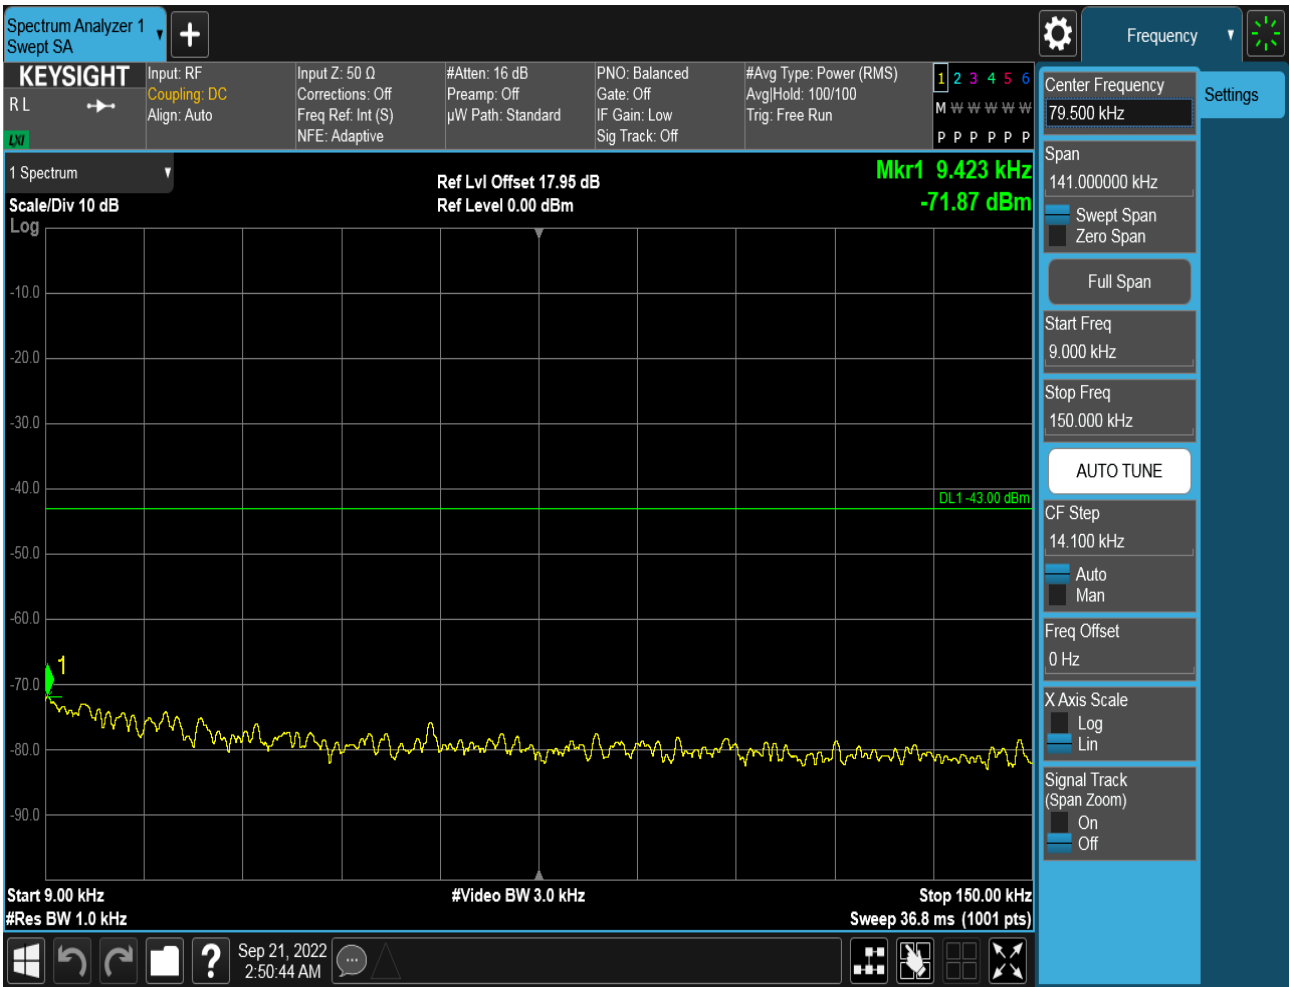 Spectrum Analyzer 1
Swept SA
Frequency
KEYSIGHT
R L
LXI
Input: RF
Coupling: DC
Align: Auto
Input Z: 50 Ω
Corrections: Off
Freq Ref: Int (S)
NFE: Adaptive
#Atten: 16 dB
Preamp: Off
µW Path: Standard
PNO: Balanced
Gate: Off
IF Gain: Low
Sig Track: Off
#Avg Type: Power (RMS)
Avg|Hold: 100/100
Trig: Free Run
1 2 3 4 5 6
M W W W W W
P P P P P P
1 Spectrum
Scale/Div 10 dB
Log
Ref Lvl Offset 17.95 dB
Ref Level 0.00 dBm
Mkr1 9.423 kHz
-71.87 dBm
-10.0
-20.0
-30.0
-40.0
DL1 -43.00 dBm
-50.0
-60.0
1
-70.0
-80.0
-90.0
Start 9.00 kHz
#Video BW 3.0 kHz
Stop 150.00 kHz
#Res BW 1.0 kHz
Sweep 36.8 ms (1001 pts)
Center Frequency
79.500 kHz
Settings
Span
141.000000 kHz
Swept Span
Zero Span
Full Span
Start Freq
9.000 kHz
Stop Freq
150.000 kHz
AUTO TUNE
CF Step
14.100 kHz
Auto
Man
Freq Offset
0 Hz
X Axis Scale
Log
Lin
Signal Track
(Span Zoom)
On
Off
?
Sep 21, 2022
2:50:44 AM